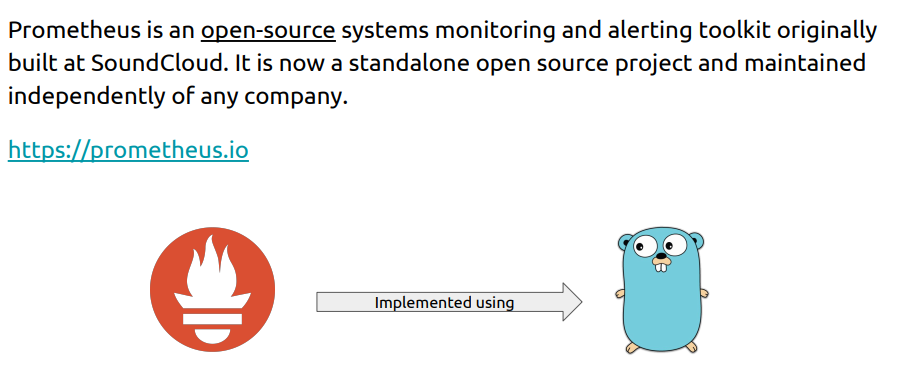 Prometheus is an open-source systems monitoring and alerting toolkit originally
built at SoundCloud. It is now a standalone open source project and maintained
independently of any company.
https://prometheus.io
Implemented using